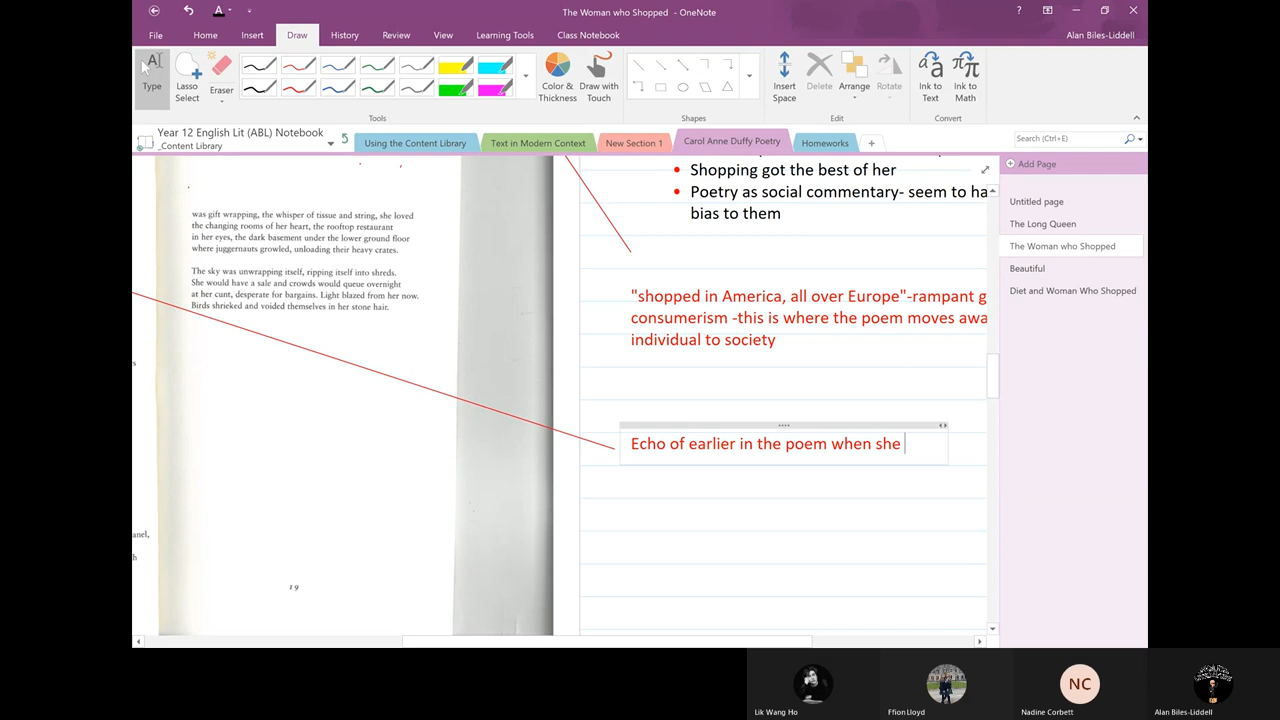 The Woman who Shopped - OneNote
File Home Insert Draw History Review View Learning Tools Class Notebook Alan Biles-Liddell
Type
Lasso Select
Eraser
Color & Thickness
Draw with Touch
Insert Space
Delete
Arrange
Rotate
Ink to Text
Ink to Math
Tools Shapes Edit Convert
Year 12 English Lit (ABL) Notebook
_Content Library
Using the Content Library Text in Modern Context New Section 1 Carol Anne Duffy Poetry Homeworks
Search (Ctrl+E)
was gift wrapping, the whisper of tissue and string, she loved
the changing rooms of her heart, the rooftop restaurant
in her eyes, the dark basement under the lower ground floor
where juggernauts growled, unloading their heavy crates.
The sky was unwrapping itself, ripping itself into shreds.
She would have a sale and crowds would queue overnight
at her cunt, desperate for bargains. Light blazed from her now.
Birds shrieked and voided themselves in her stone hair.
anel,
h
19
• Shopping got the best of her
• Poetry as social commentary- seem to ha
bias to them
"shopped in America, all over Europe"-rampant g
consumerism -this is where the poem moves awa
individual to society
Echo of earlier in the poem when she
Add Page
Untitled page
The Long Queen
The Woman who Shopped
Beautiful
Diet and Woman Who Shopped
NC
Lik Wang Ho
Ffion Lloyd
Nadine Corbett
Alan Biles-Liddell